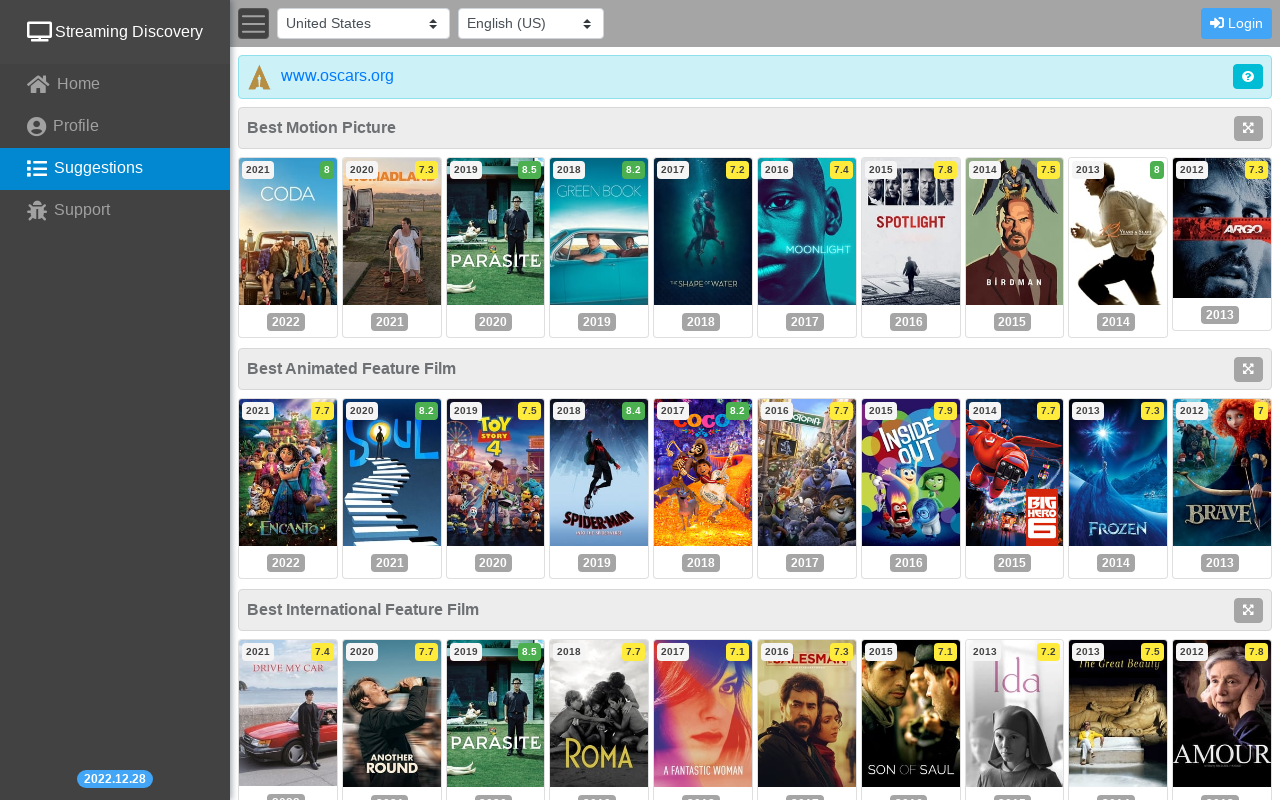 Streaming Discovery
Home
Profile
Suggestions
Support
2022.12.28
United States
English (US)
Login
www.oscars.org
Best Motion Picture
2021 8
CODA
2022
2020 7.3
NOMADLAND
2021
2019 8.5
PARASITE
2020
2018 8.2
GREEN BOOK
2019
2017 7.2
THE SHAPE OF WATER
2018
2016 7.4
MOONLIGHT
2017
2015 7.8
SPOTLIGHT
2016
2014 7.5
BIRDMAN
2015
2013 8
2014
2012 7.3
ARGO
2013
Best Animated Feature Film
2021 7.7
ENCANTO
2022
2020 8.2
SOUL
2021
2019 7.5
TOY STORY 4
2020
2018 8.4
SPIDER-MAN
2019
2017 8.2
COCO
2018
2016 7.7
2017
2015 7.9
INSIDE OUT
2016
2014 7.7
BIG HERO 6
2015
2013 7.3
FROZEN
2014
2012 7
BRAVE
2013
Best International Feature Film
2021 7.4
DRIVE MY CAR
2020 7.7
ANOTHER ROUND
2019 8.5
PARASITE
2018 7.7
ROMA
2017 7.1
A FANTASTIC WOMAN
2016 7.3
SALESMAN
2015 7.1
SON OF SAUL
2013 7.2
Ida
2013 7.5
The Great Beauty
2012 7.8
AMOUR